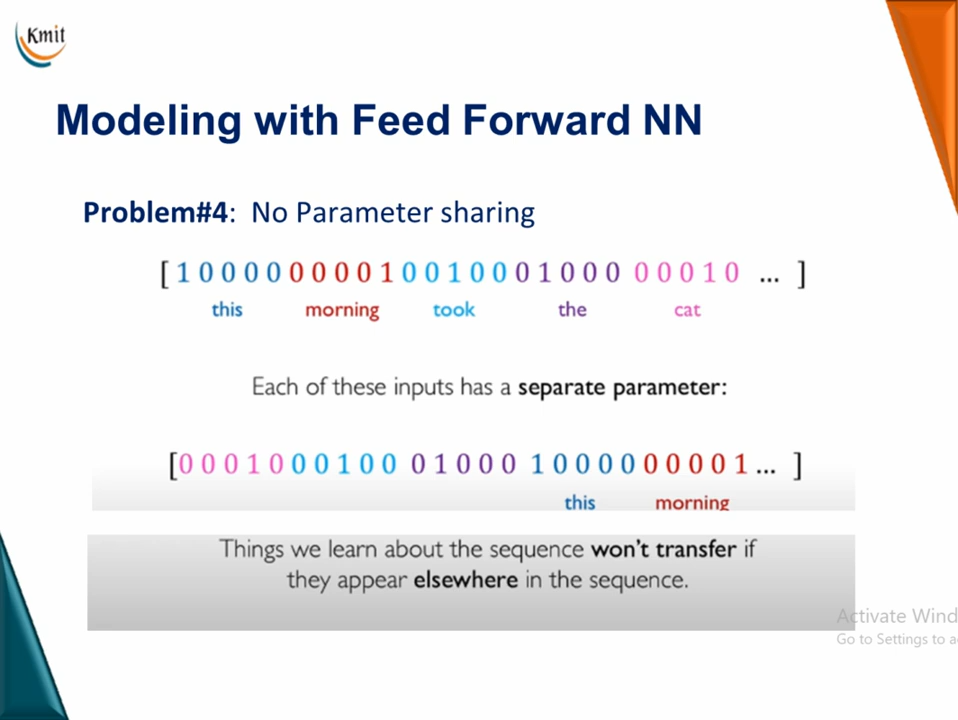 Kmit
Modeling with Feed Forward NN
Problem#4: No Parameter sharing
[ 1 0 0 0 0 0 0 0 0 1 0 0 1 0 0 0 1 0 0 0 0 0 0 1 0 ... ]
this morning took the cat
Each of these inputs has a separate parameter:
[0 0 0 1 0 0 0 1 0 0 0 1 0 0 0 1 0 0 0 0 0 0 0 0 1 ... ]
this morning
Things we learn about the sequence won't transfer if
they appear elsewhere in the sequence.
Activate Wind
Go to Settings to a